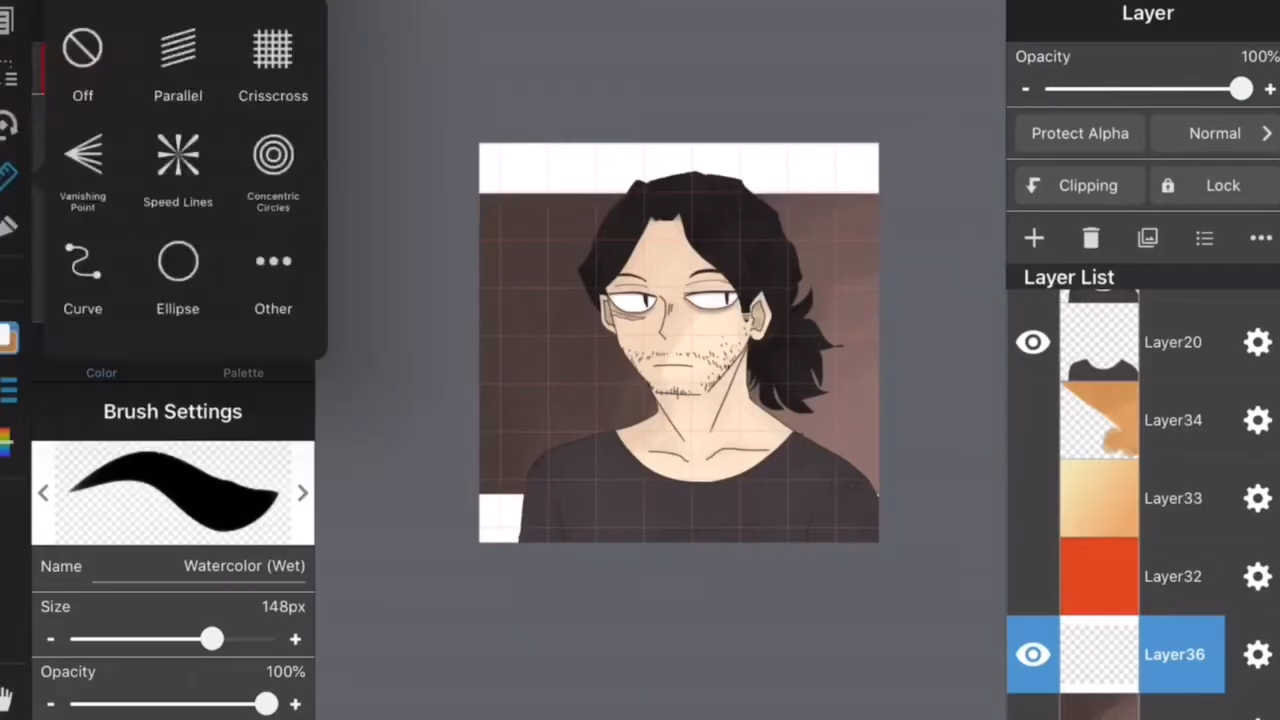 Off
Parallel
Crisscross
Vanishing
Point
Speed Lines
Concentric
Circles
Curve
Ellipse
Other
Color
Palette
Brush Settings
Name
Watercolor (Wet)
Size
148px
-
+
Opacity
100%
-
+
Layer
Opacity
100%
-
+
Protect Alpha
Normal
Clipping
Lock
Layer List
Layer20
Layer34
Layer33
Layer32
Layer36